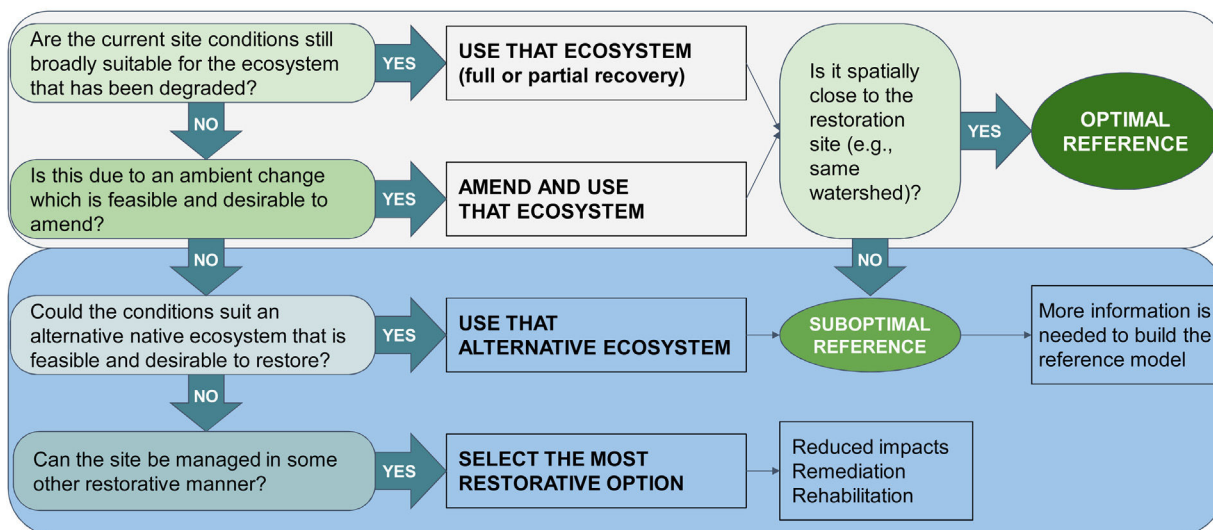 Are the current site conditions still
broadly suitable for the ecosystem
that has been degraded?
YES
USE THAT ECOSYSTEM
(full or partial recovery)
NO
Is this due to an ambient change
which is feasible and desirable to
amend?
YES
AMEND AND USE
THAT ECOSYSTEM
Is it spatially
close to the
restoration
site (e.g.,
same
watershed)?
YES
OPTIMAL
REFERENCE
NO
NO
Could the conditions suit an
alternative native ecosystem that is
feasible and desirable to restore?
YES
USE THAT
ALTERNATIVE ECOSYSTEM
SUBOPTIMAL
REFERENCE
More information is
needed to build the
reference model
NO
Can the site be managed in some
other restorative manner?
YES
SELECT THE MOST
RESTORATIVE OPTION
Reduced impacts
Remediation
Rehabilitation